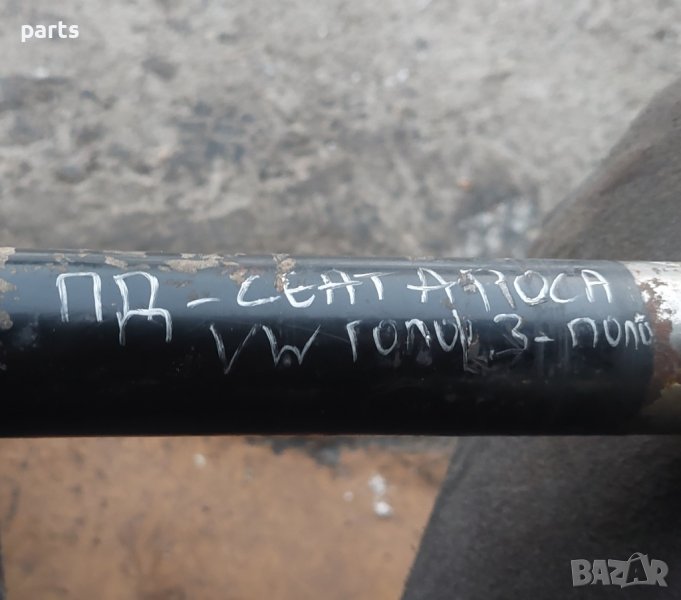 parts
ПД - СЕАТ АРОСА
VW ГОЛФ 3 - ПОЛО
BAZAR